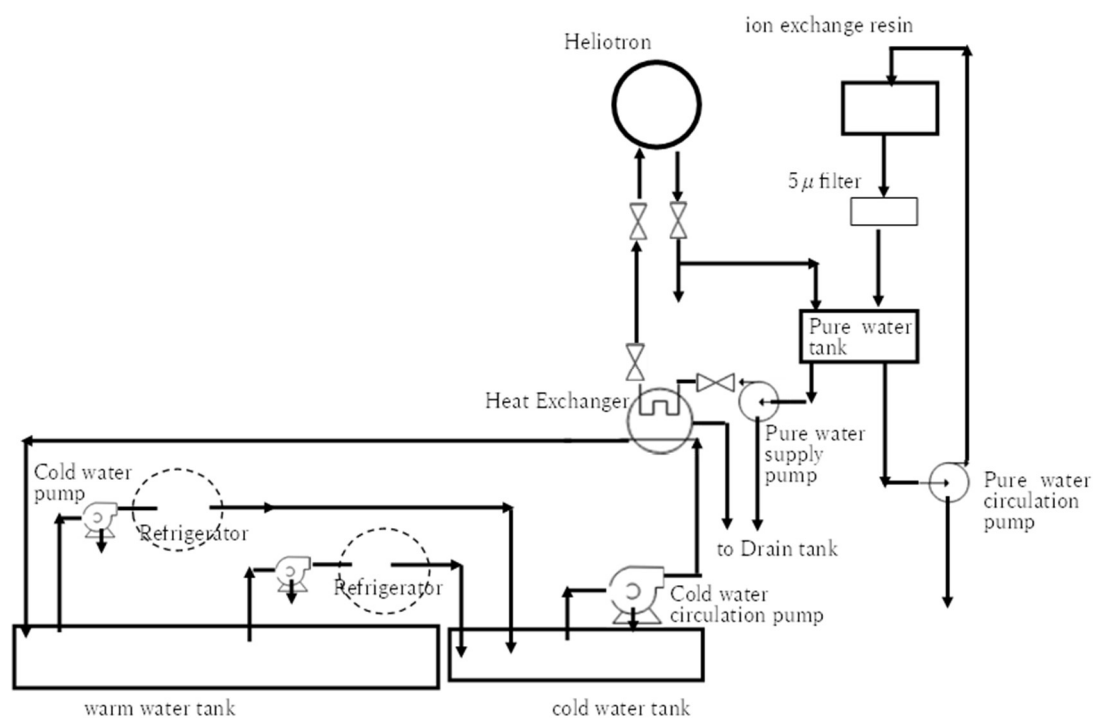 ion exchange resin
Heliotron
5μ filter
Pure water
tank
Heat Exchanger
Pure water
supply
pump
Cold water
pump
Pure water
circulation
pump
Refrigerator
to Drain tank
Refrigerator
Cold water
circulation pump
warm water tank
cold water tank